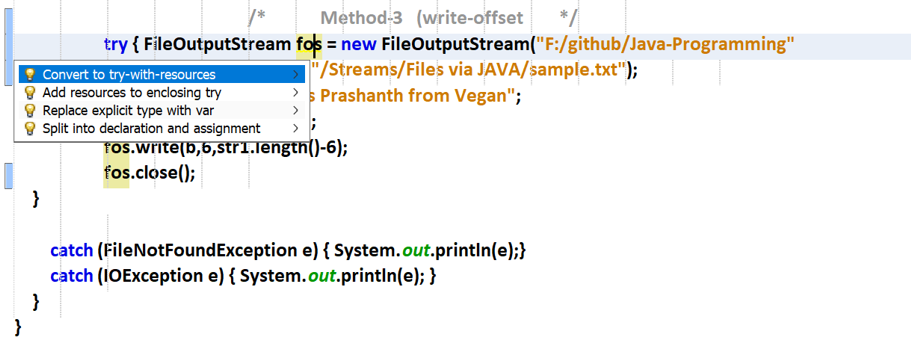 /* Method-3 (write-offset */
try { FileOutputStream fos = new FileOutputStream("F:/github/Java-Programming"
Convert to try-with-resources > "/Streams/Files via JAVA/sample.txt");
Add resources to enclosing try > s Prashanth from Vegan";
Replace explicit type with var > ;
Split into declaration and assignment >
fos.write(b,6,str1.length()-6);
fos.close();
}
catch (FileNotFoundException e) { System.out.println(e);}
catch (IOException e) { System.out.println(e); }
}
}